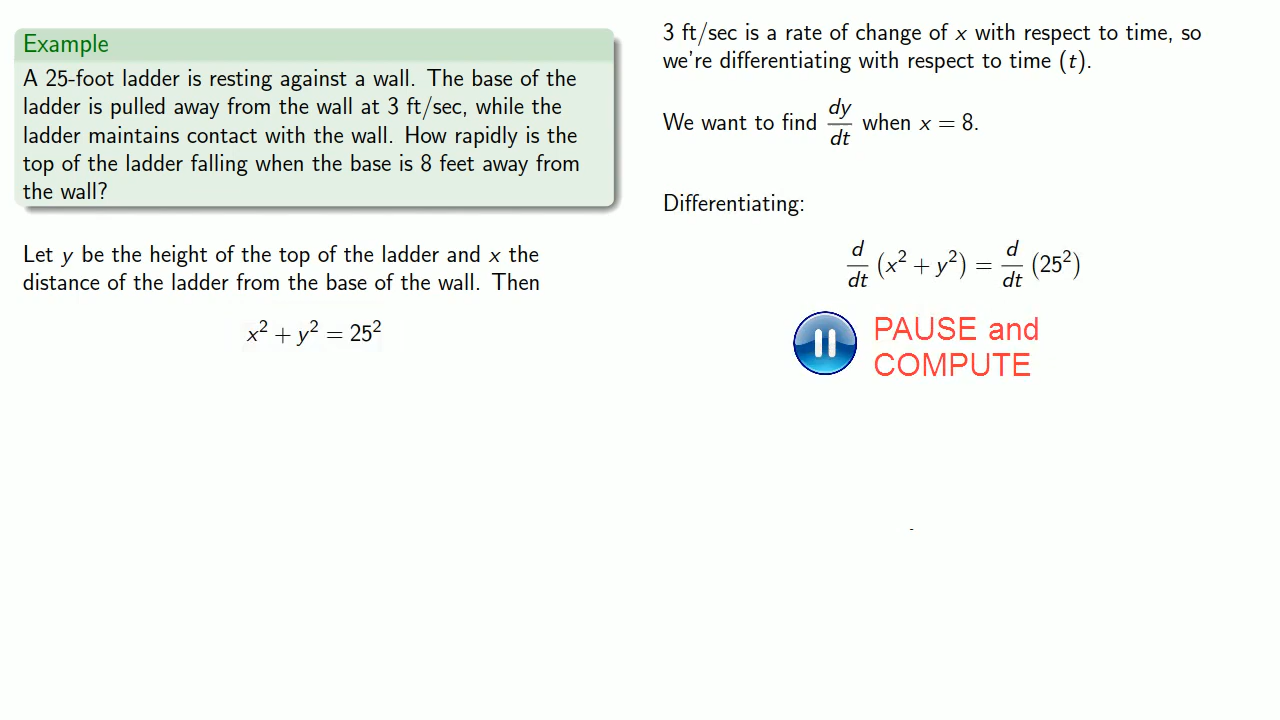 Example
A 25-foot ladder is resting against a wall. The base of the
ladder is pulled away from the wall at 3 ft/sec, while the
ladder maintains contact with the wall. How rapidly is the
top of the ladder falling when the base is 8 feet away from
the wall?
Let y be the height of the top of the ladder and x the
distance of the ladder from the base of the wall. Then
x² + y² = 25²
3 ft/sec is a rate of change of x with respect to time, so
we're differentiating with respect to time (t).
We want to find dy/dt when x = 8.
Differentiating:
d/dt (x² + y²) = d/dt (25²)
PAUSE and
COMPUTE